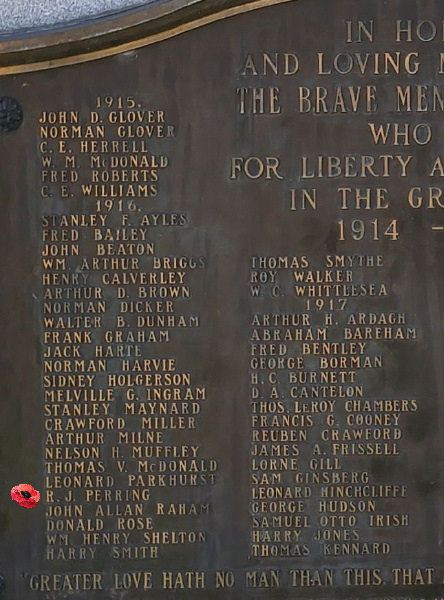 IN HO
AND LOVING
THE BRAVE MEN
WHO
FOR LIBERTY A
IN THE GR
1914 -
1915.
JOHN D. GLOVER
NORMAN GLOVER
C. E. HERRELL
W. M. McDONALD
FRED ROBERTS
C. E. WILLIAMS
1916.
STANLEY F. AYLES
FRED BAILEY
JOHN BEATON
WM. ARTHUR BRIGGS
HENRY CALVERLEY
ARTHUR D. BROWN
NORMAN DICKER
WALTER B. DUNHAM
FRANK GRAHAM
JACK HARTE
NORMAN HARVIE
SIDNEY HOLGERSON
MELVILLE G. INGRAM
STANLEY MAYNARD
CRAWFORD MILLER
ARTHUR MILNE
NELSON H. MUFFLEY
THOMAS V. McDONALD
LEONARD PARKHURST
R. J. PERRING
JOHN ALLAN RAHAM
DONALD ROSE
WM. HENRY SHELTON
HARRY SMITH
THOMAS SMYTHE
ROY WALKER
W. C. WHITTLESEA
1917.
ARTHUR H. ARDAGH
ABRAHAM BAREHAM
FRED BENTLEY
GEORGE BORMAN
H. C. BURNETT
D. A. CANTELON
THOS. LEROY CHAMBERS
FRANCIS G. COONEY
REUBEN CRAWFORD
JAMES A. FRISSELL
LORNE GILL
SAM GINSBERG
LEONARD HINCHCLIFFE
GEORGE HUDSON
SAMUEL OTTO IRISH
HARRY JONES
THOMAS KENNARD
"GREATER LOVE HATH NO MAN THAN THIS, THAT